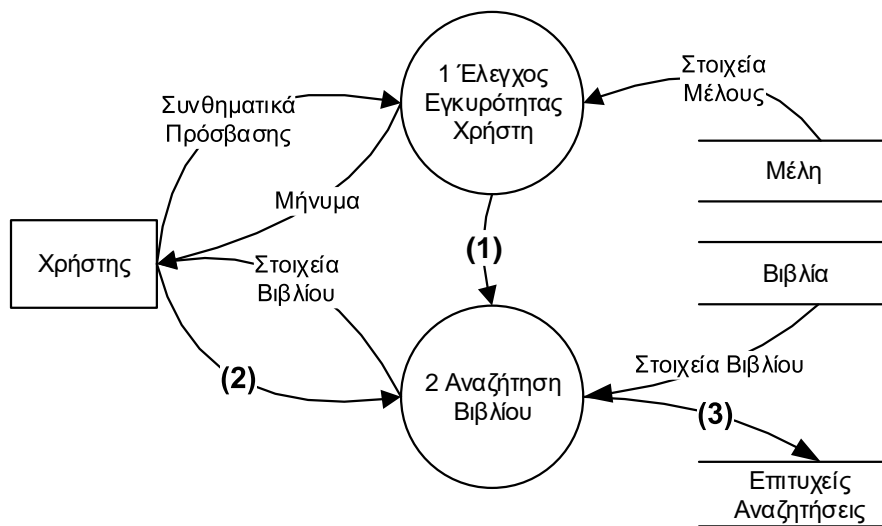 1 Έλεγχος
Εγκυρότητας
Χρήστη
Στοιχεία
Μέλους
Συνθηματικά
Πρόσβασης
Μέλη
Μήνυμα
(1)
Χρήστης
Στοιχεία
Βιβλίου
Βιβλία
(2)
2 Αναζήτηση
Βιβλίου
Στοιχεία Βιβλίου
(3)
Επιτυχείς
Αναζητήσεις